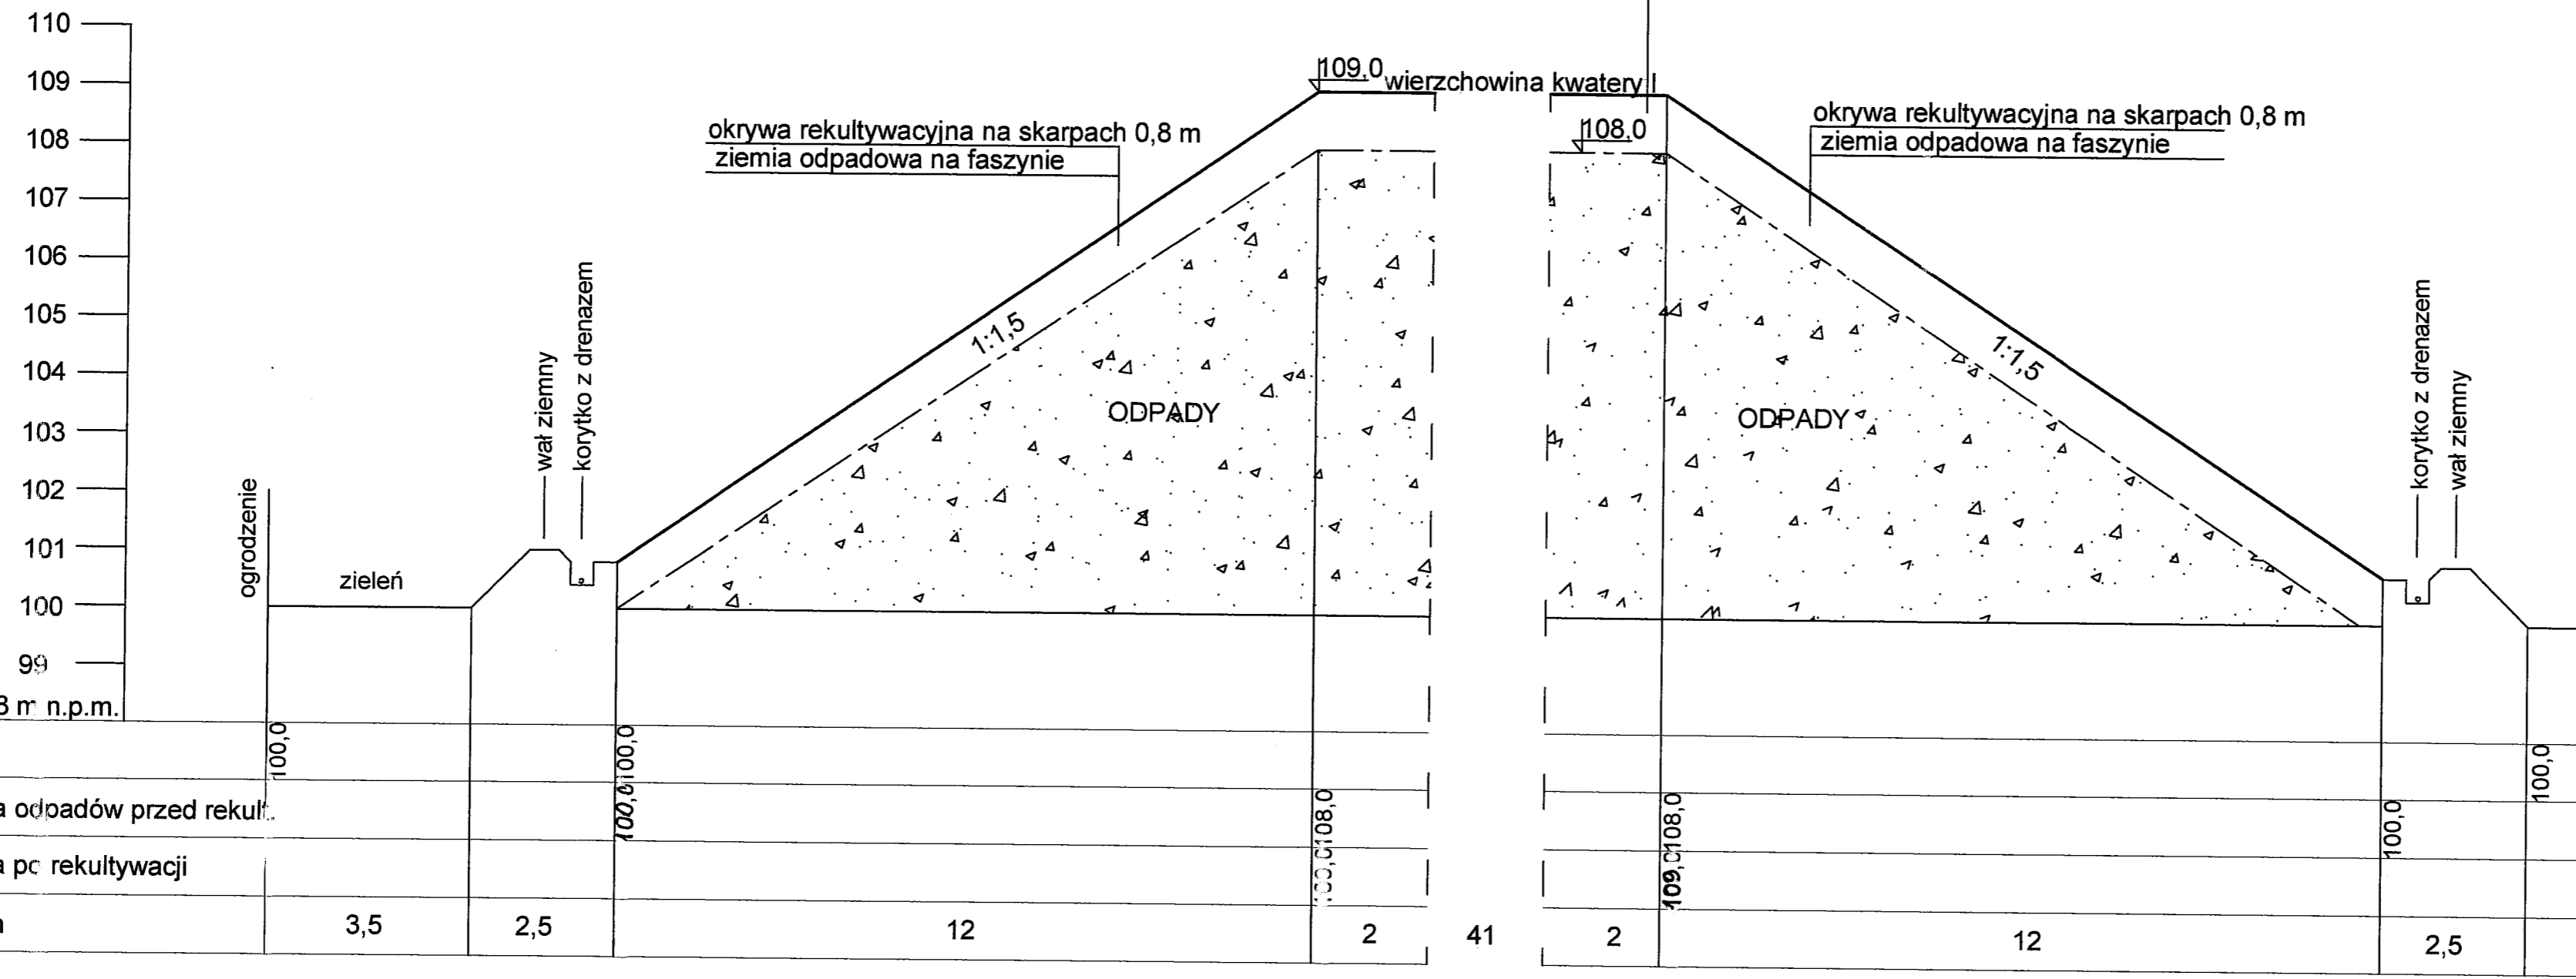 110
109
108
107
106
105
104
103
102
101
100
99
m n.p.m.
ogrodzenie
zieleń
wał ziemny
korytko z drenazem
okrywa rekultywacyjna na skarpach 0,8 m
ziemia odpadowa na faszynie
1:1,5
ODPADY
109,0
wierzchowina kwatery I
108,0
okrywa rekultywacyjna na skarpach 0,8 m
ziemia odpadowa na faszynie
1:1,5
ODPADY
korytko z drenazem
wał ziemny
100,0
100,0
100,0
odpadów przed rekult.
100,0
108,0
108,0
109,0
100,0
rekultywacji
3,5
2,5
12
2
41
2
12
2,5